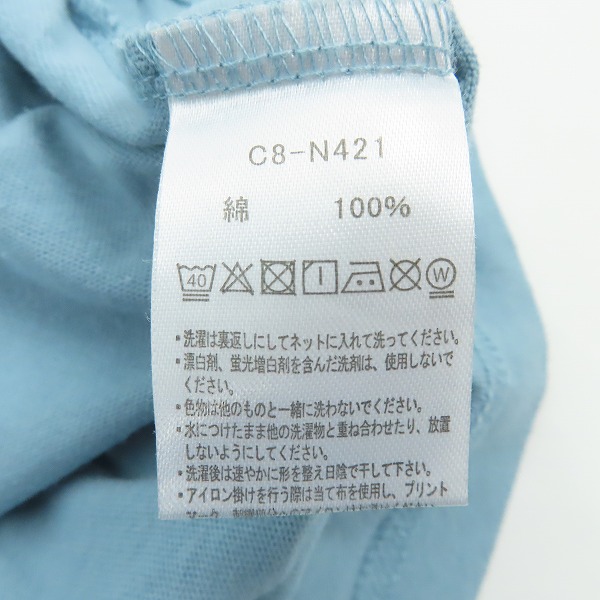 C8-N421
綿 100%
40 W
・洗濯は裏返しにしてネットに入れて洗ってください。
・漂白剤、蛍光増白剤を含んだ洗剤は、使用しないで
ください。
・色物は他のものと一緒に洗わないでください。
・水につけたまま他の洗濯物と重ね合わせたり、放置
しないようにしてください。
・洗濯後は速やかに形を整え日陰で干して下さい。
・アイロン掛けを行う際は当て布を使用し、プリント